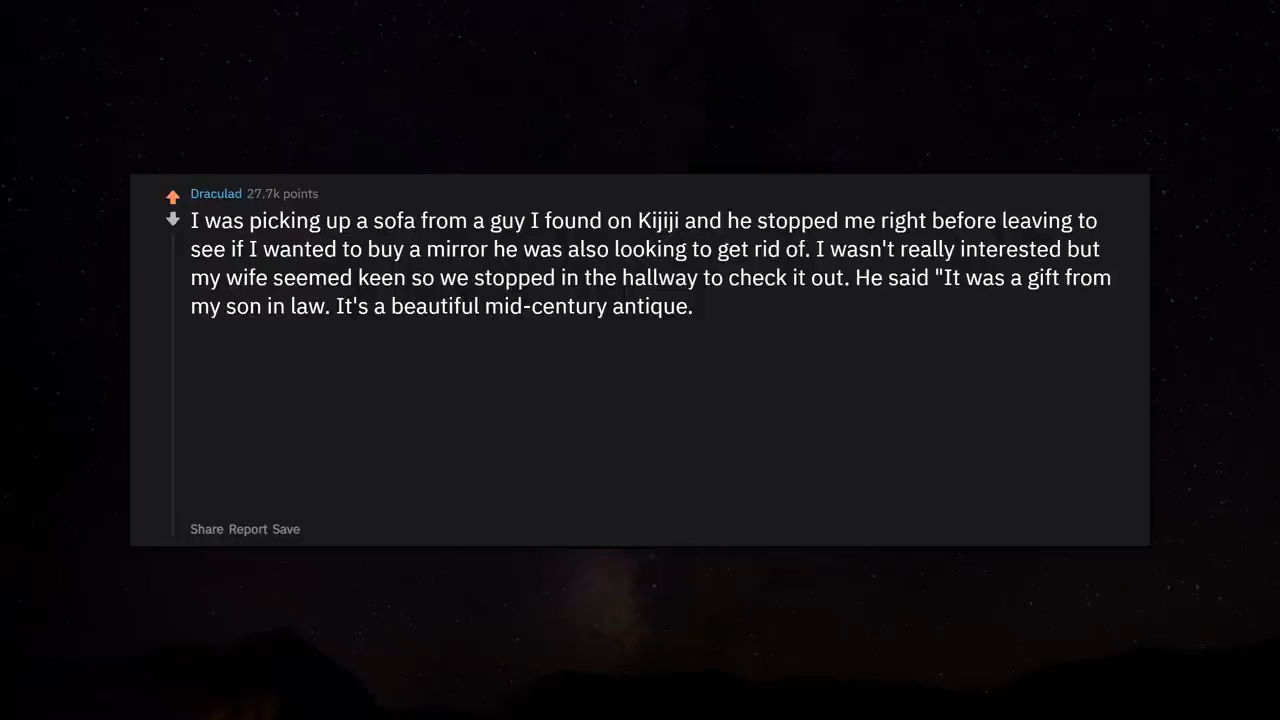 Draculad 27.7k points
I was picking up a sofa from a guy I found on Kijiji and he stopped me right before leaving to
see if I wanted to buy a mirror he was also looking to get rid of. I wasn't really interested but
my wife seemed keen so we stopped in the hallway to check it out. He said "It was a gift from
my son in law. It's a beautiful mid-century antique.
Share Report Save